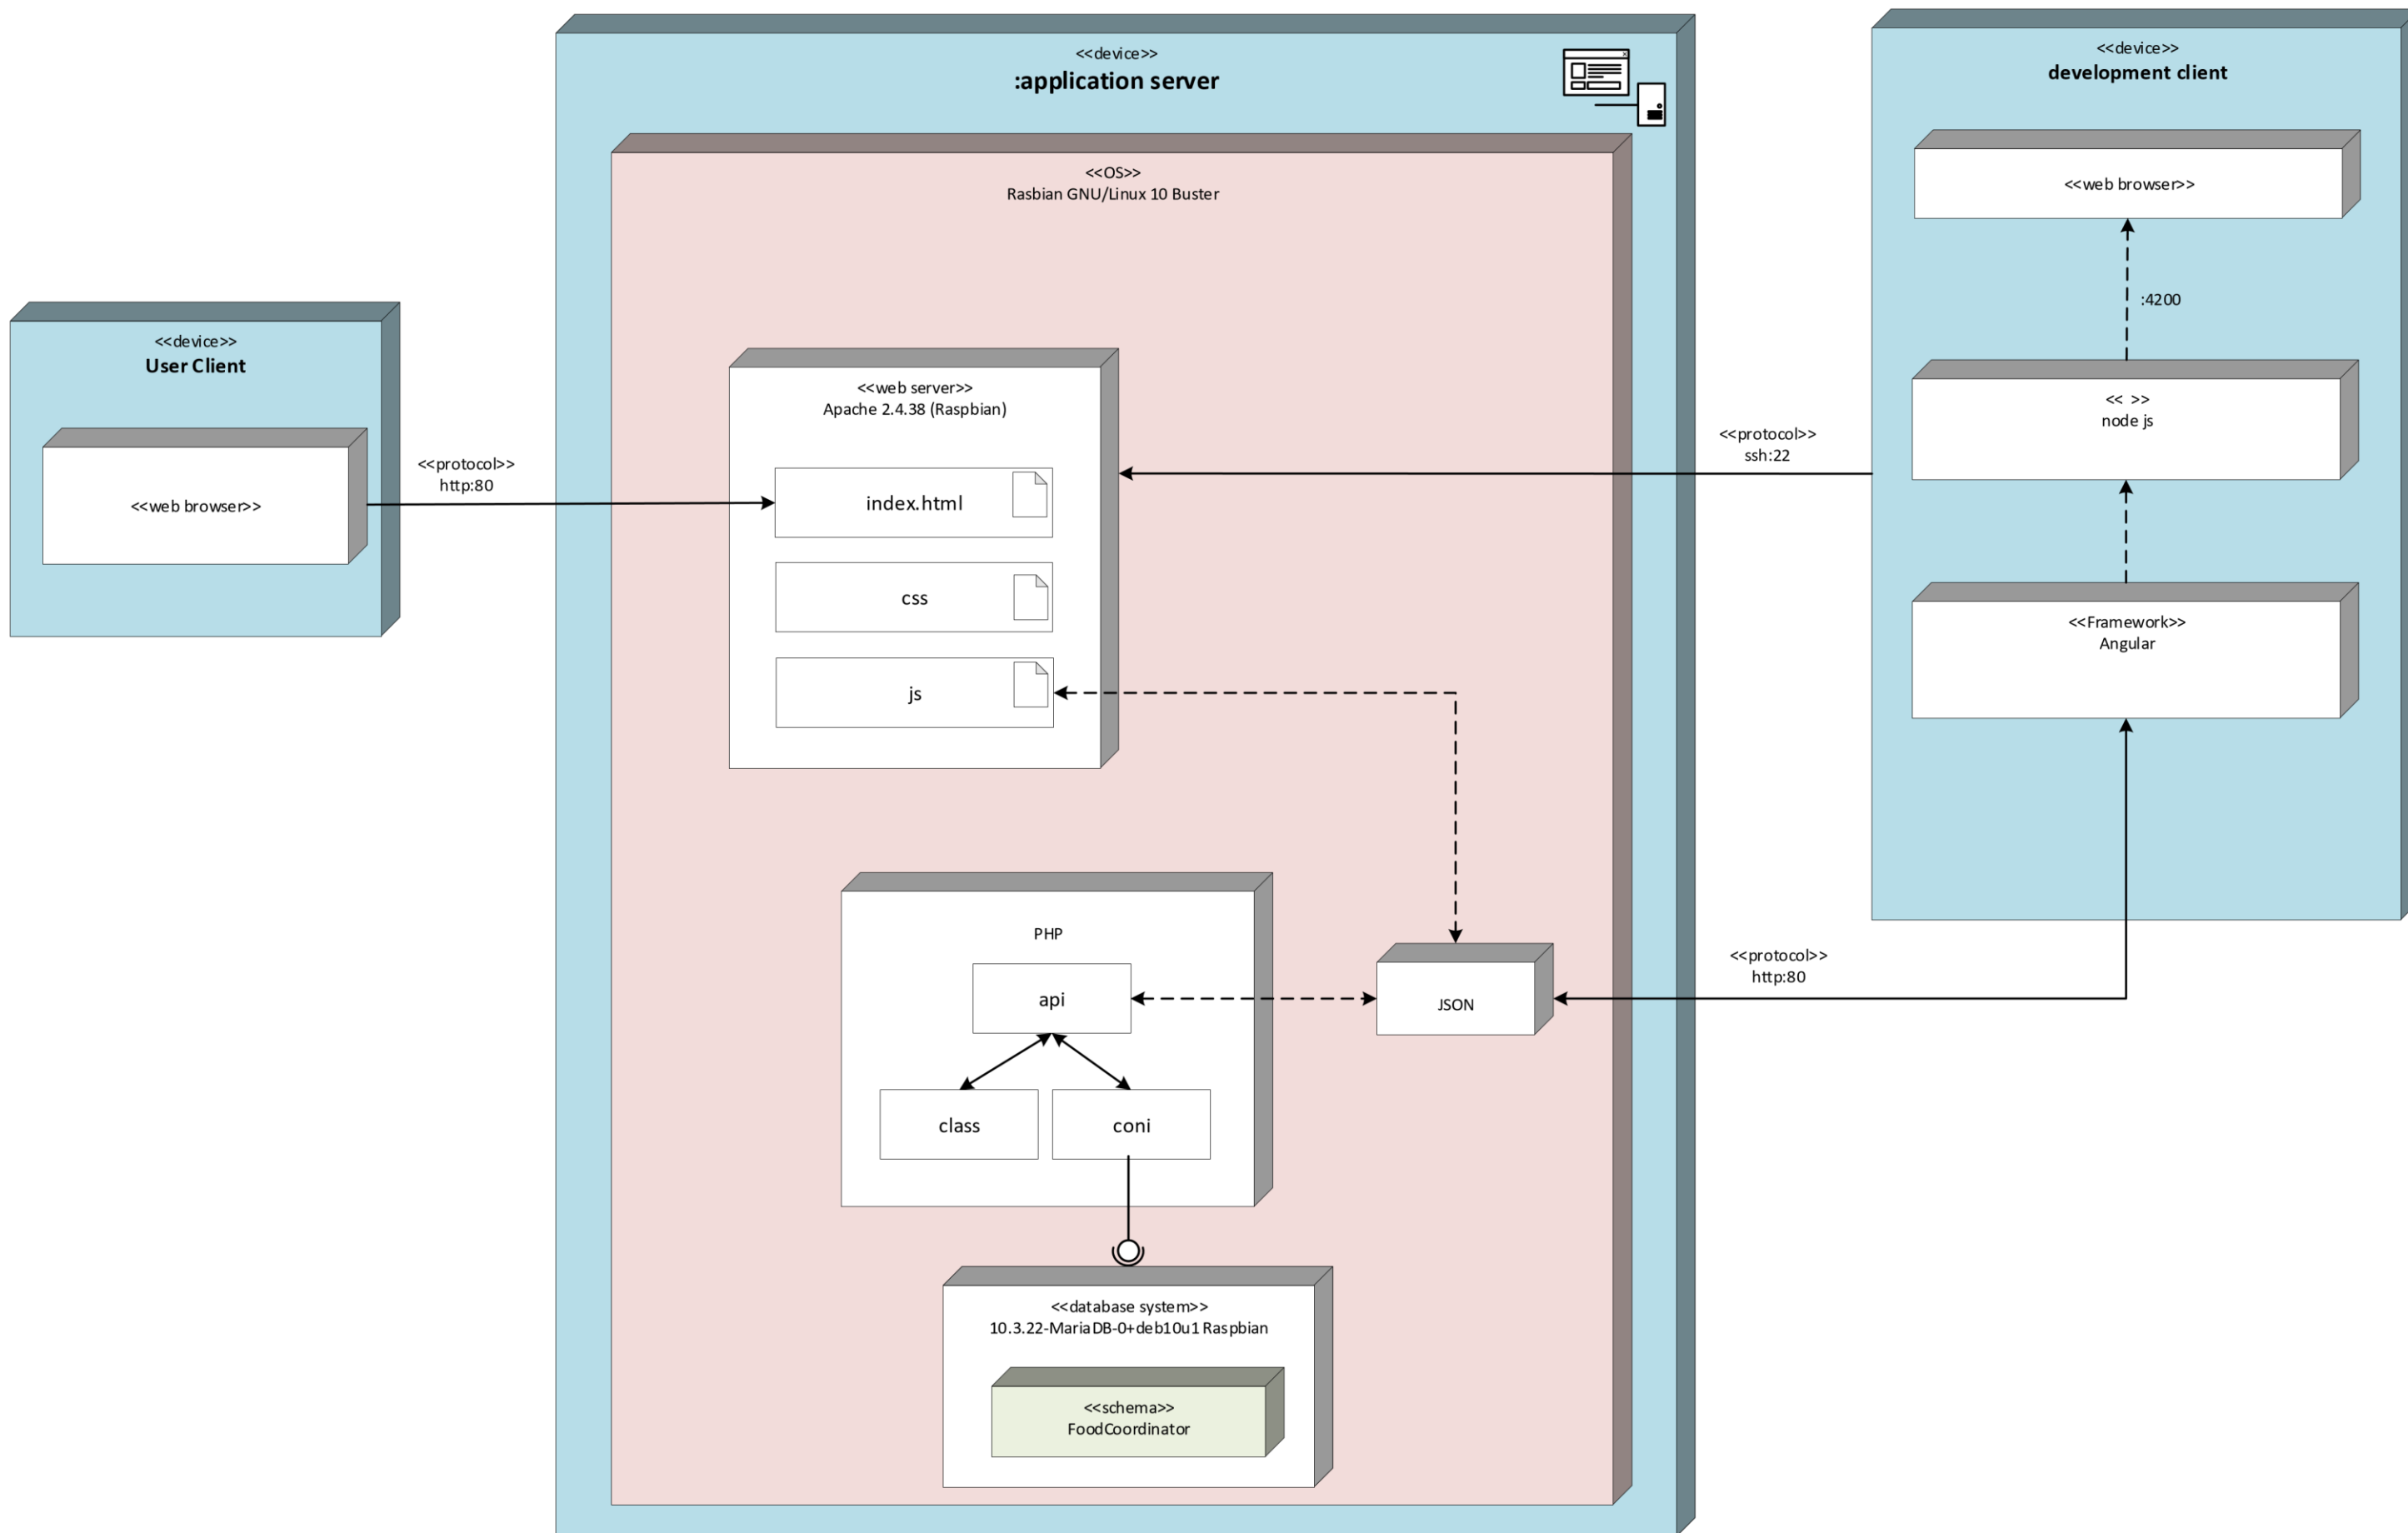 <<device>>
User Client
<<web browser>>
<<protocol>>
http:80
<<device>>
:application server
<<OS>>
Rasbian GNU/Linux 10 Buster
<<web server>>
Apache 2.4.38 (Raspbian)
index.html
css
js
PHP
api
class
coni
JSON
<<database system>>
10.3.22-MariaDB-0+deb10u1 Raspbian
<<schema>>
FoodCoordinator
<<protocol>>
ssh:22
<<protocol>>
http:80
<<device>>
development client
<<web browser>>
:4200
<< >>
node js
<<Framework>>
Angular